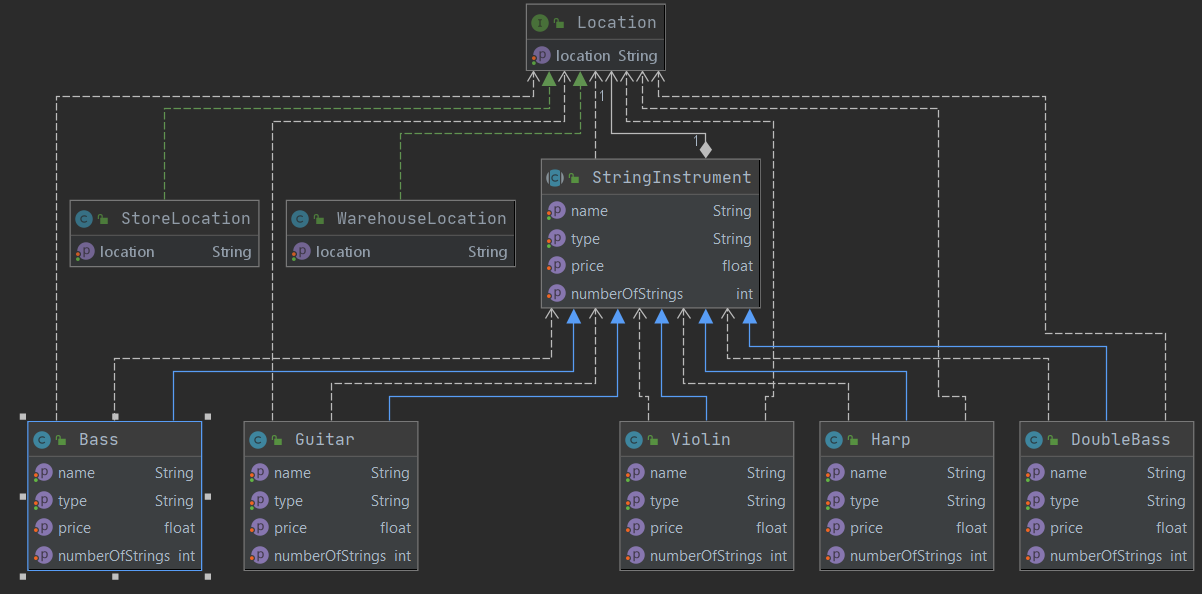 I Location
p location String
1
1
C StringInstrument
p name String
p type String
p price float
p numberOfStrings int
C StoreLocation
p location String
C WarehouseLocation
p location String
C Bass
p name String
p type String
p price float
p numberOfStrings int
C Guitar
p name String
p type String
p price float
p numberOfStrings int
C Violin
p name String
p type String
p price float
p numberOfStrings int
C Harp
p name String
p type String
p price float
p numberOfStrings int
C DoubleBass
p name String
p type String
p price float
p numberOfStrings int